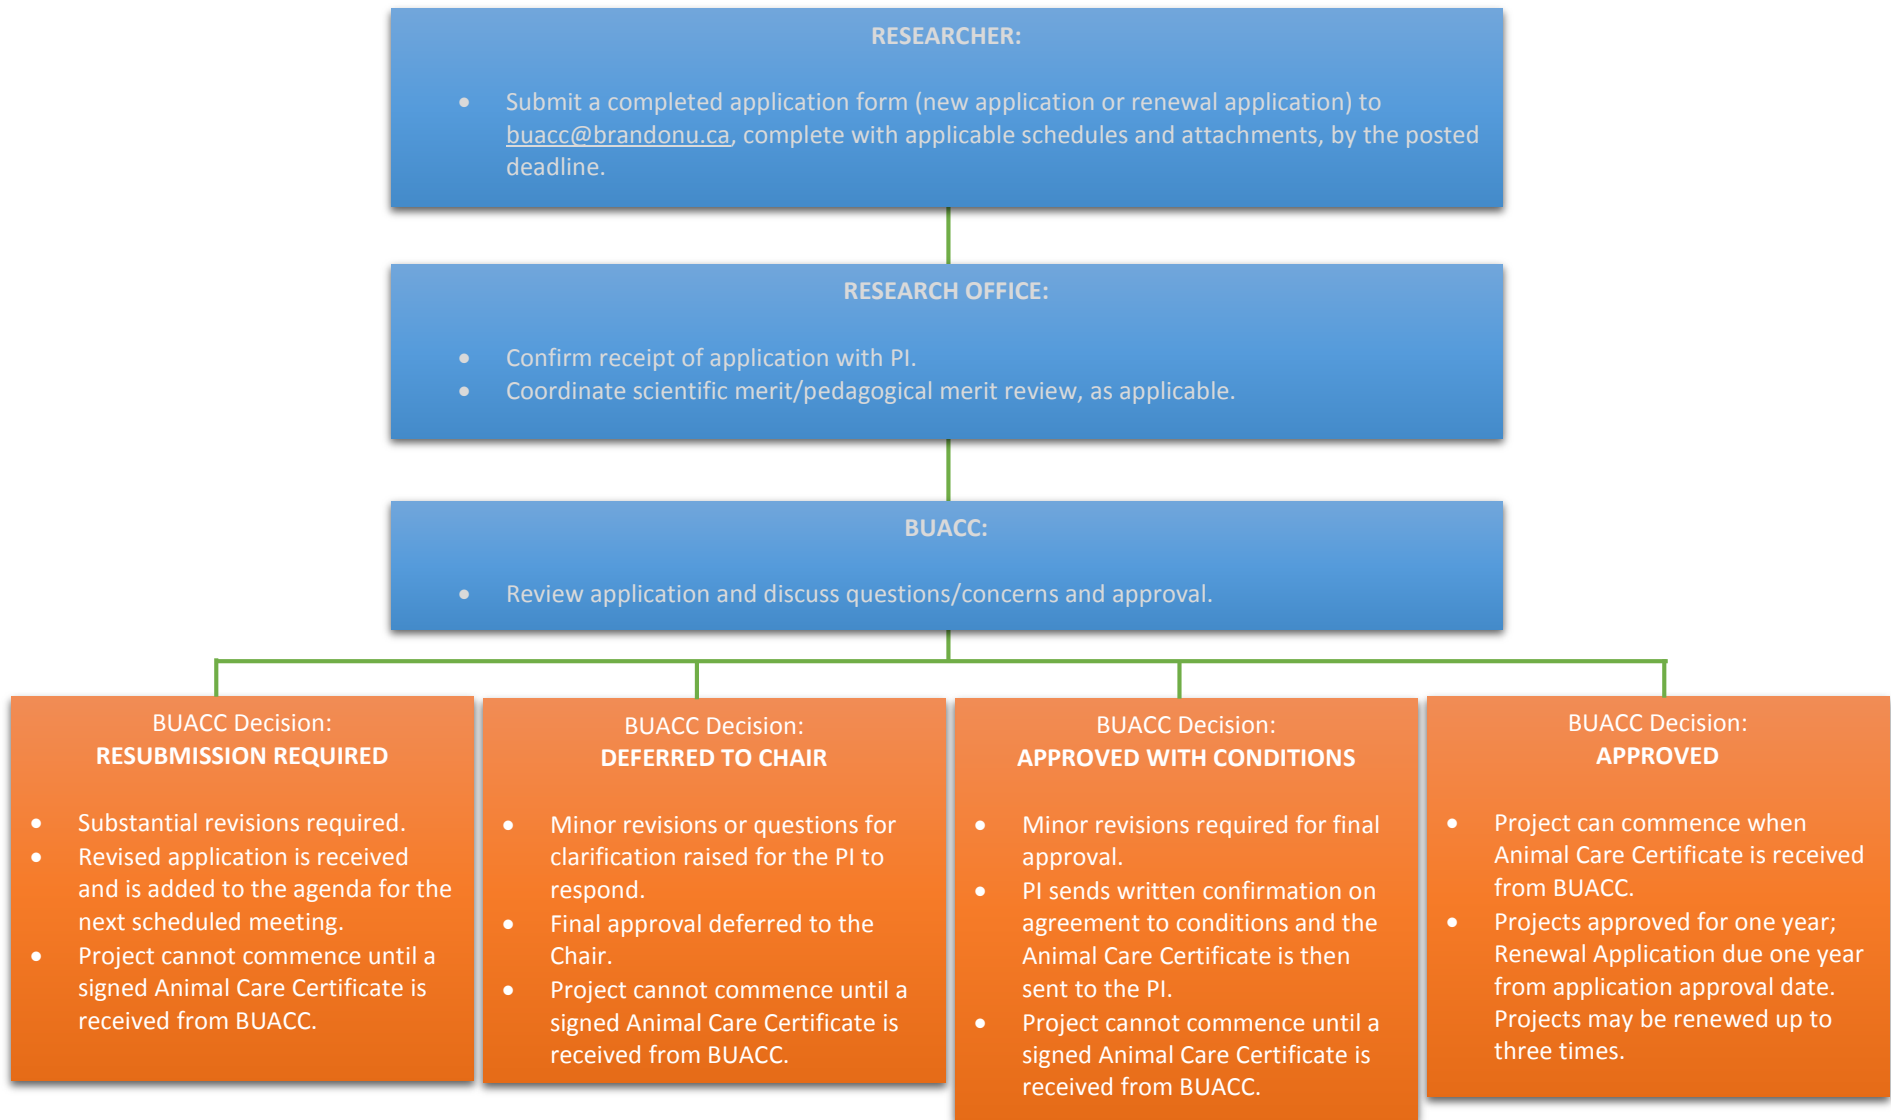 RESEARCHER:
• Submit a completed application form (new application or renewal application) to
buacc@brandonu.ca, complete with applicable schedules and attachments, by the posted
deadline.
RESEARCH OFFICE:
• Confirm receipt of application with PI.
• Coordinate scientific merit/pedagogical merit review, as applicable.
BUACC:
• Review application and discuss questions/concerns and approval.
BUACC Decision:
RESUBMISSION REQUIRED
• Substantial revisions required.
• Revised application is received
and is added to the agenda for the
next scheduled meeting.
• Project cannot commence until a
signed Animal Care Certificate is
received from BUACC.
BUACC Decision:
DEFERRED TO CHAIR
• Minor revisions or questions for
clarification raised for the PI to
respond.
• Final approval deferred to the
Chair.
• Project cannot commence until a
signed Animal Care Certificate is
received from BUACC.
BUACC Decision:
APPROVED WITH CONDITIONS
• Minor revisions required for final
approval.
• PI sends written confirmation on
agreement to conditions and the
Animal Care Certificate is then
sent to the PI.
• Project cannot commence until a
signed Animal Care Certificate is
received from BUACC.
BUACC Decision:
APPROVED
• Project can commence when
Animal Care Certificate is received
from BUACC.
• Projects approved for one year;
Renewal Application due one year
from application approval date.
Projects may be renewed up to
three times.